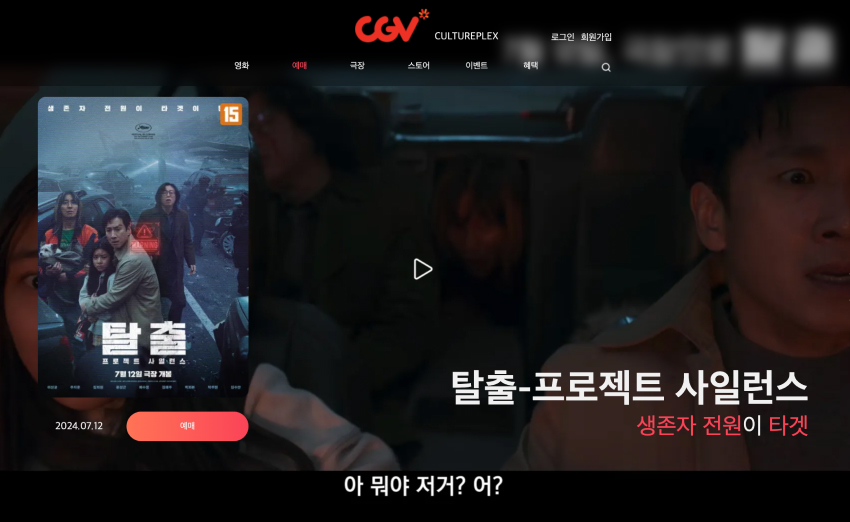 CGV
CULTUREPLEX
로그인 회원가입
영화 예매 극장 스토어 이벤트 혜택
생존자 전원이 타겟이
15
WARNING
탈출
프로젝트 사일런스
7월 12일 극장 개봉
탈출-프로젝트 사일런스
생존자 전원이 타겟
2024.07.12 예매
아 뭐야 저거? 어?